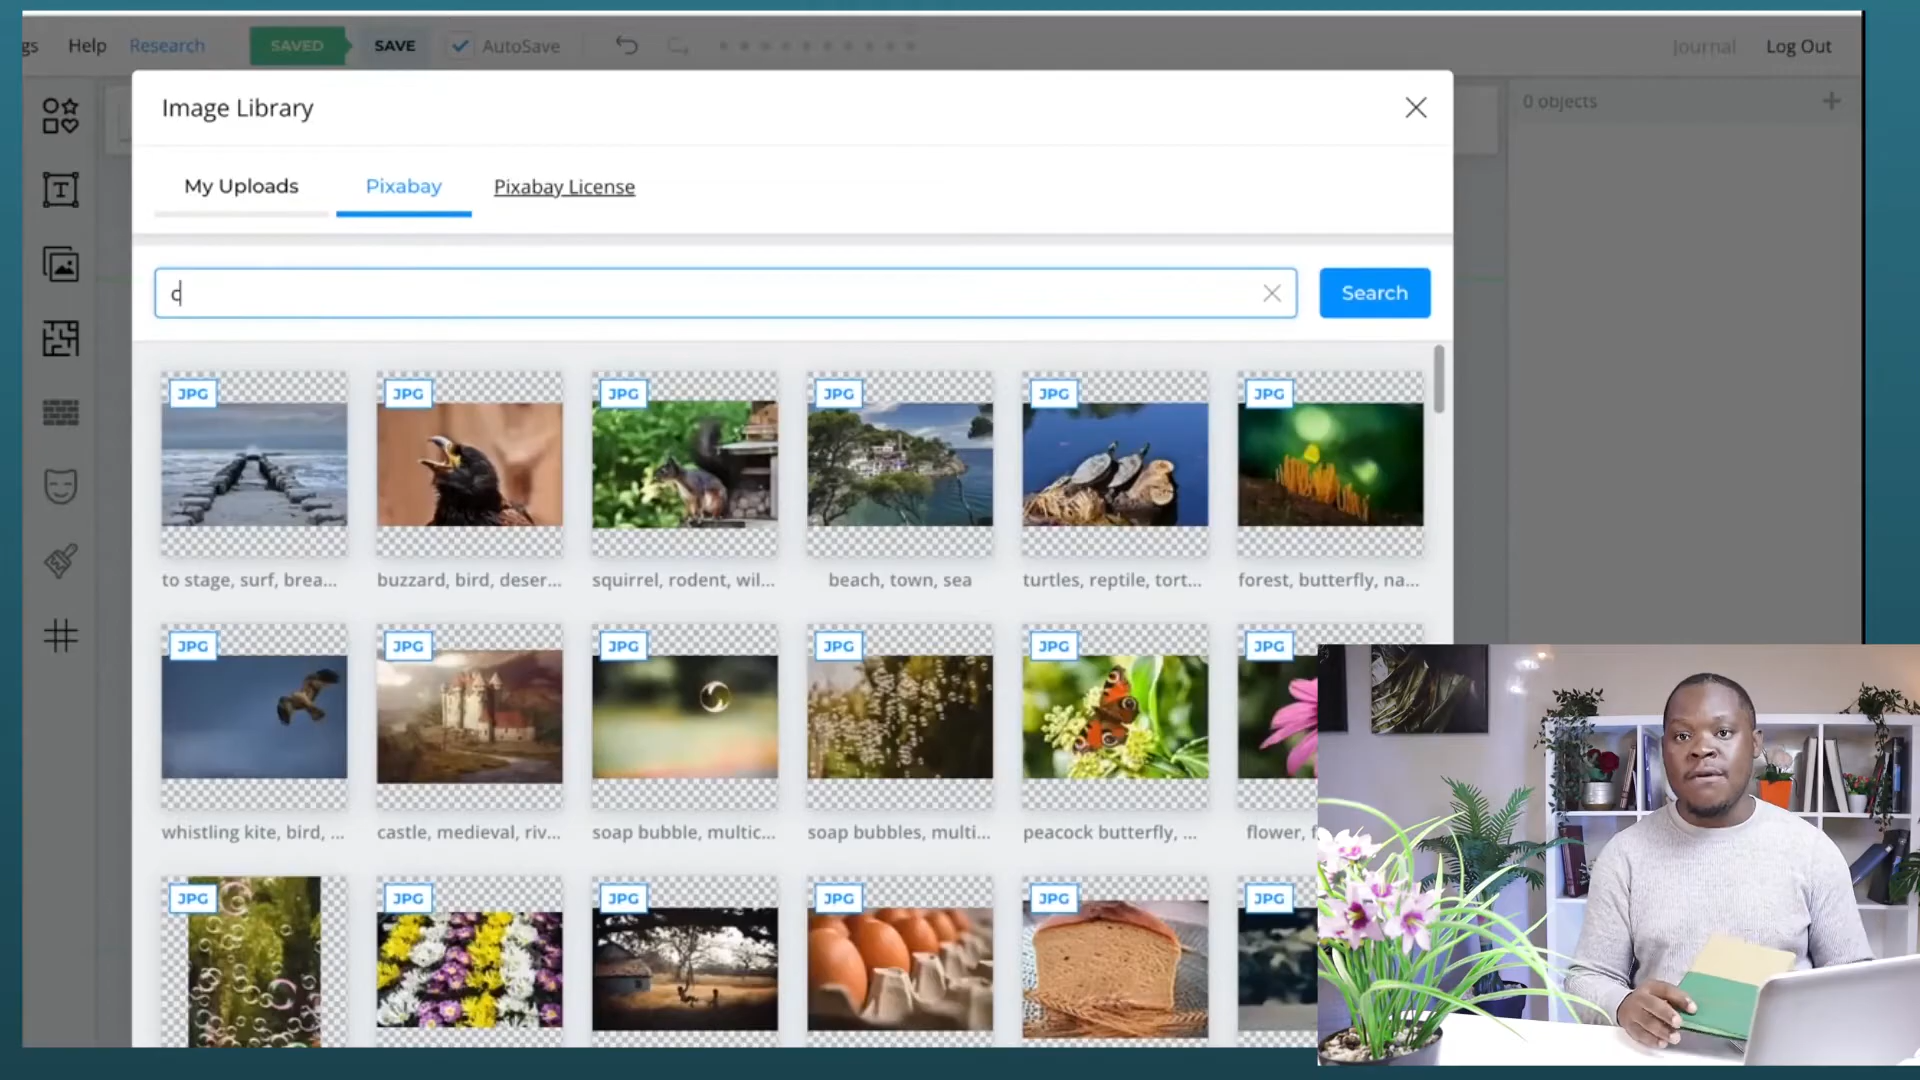 gs Help Research SAVED SAVE AutoSave Journal Log Out
Image Library
0 objects
My Uploads Pixabay Pixabay License
c Search
JPG JPG JPG JPG JPG JPG
to stage, surf, brea... buzzard, bird, deser... squirrel, rodent, wil... beach, town, sea turtles, reptile, tort... forest, butterfly, na...
JPG JPG JPG JPG JPG JPG
whistling kite, bird, ... castle, medieval, riv... soap bubble, multic... soap bubbles, multi... peacock butterfly, ... flower, f
JPG JPG JPG JPG JPG JPG